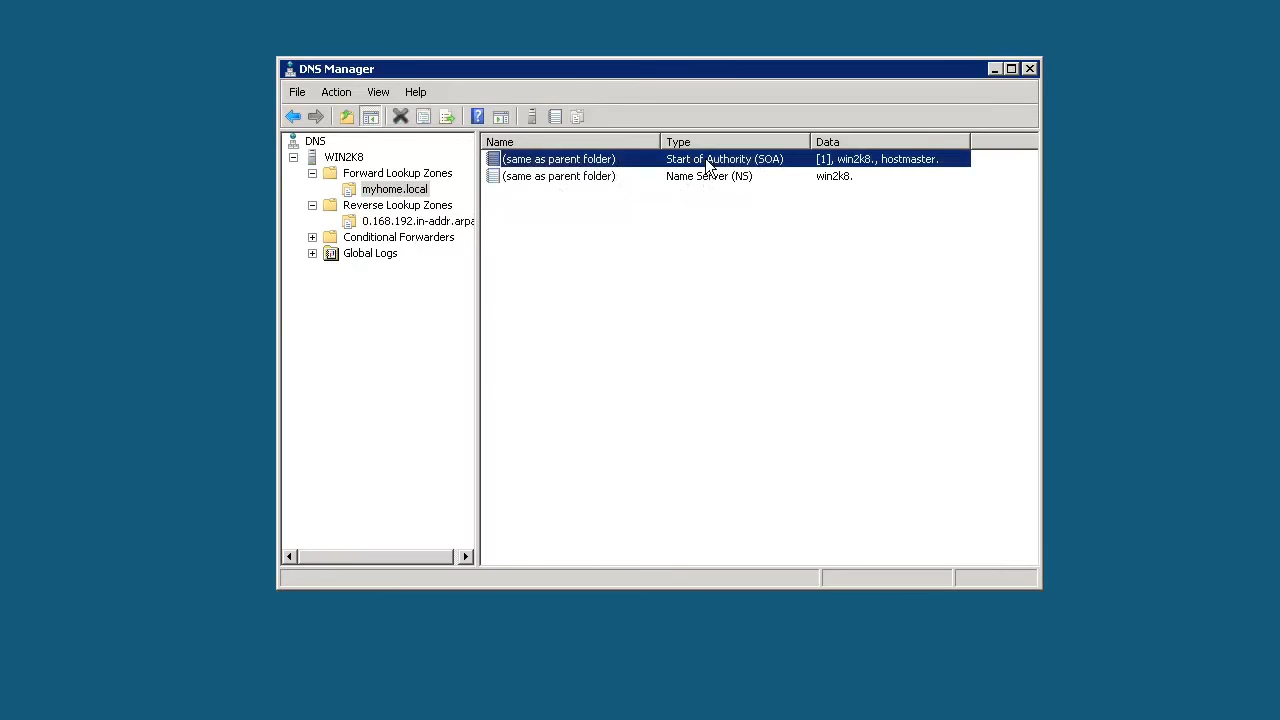 DNS Manager
File Action View Help
DNS
WIN2K8
Forward Lookup Zones
myhome.local
Reverse Lookup Zones
0.168.192.in-addr.arpa
Conditional Forwarders
Global Logs
Name Type Data
(same as parent folder) Start of Authority (SOA) [1], win2k8., hostmaster.
(same as parent folder) Name Server (NS) win2k8.